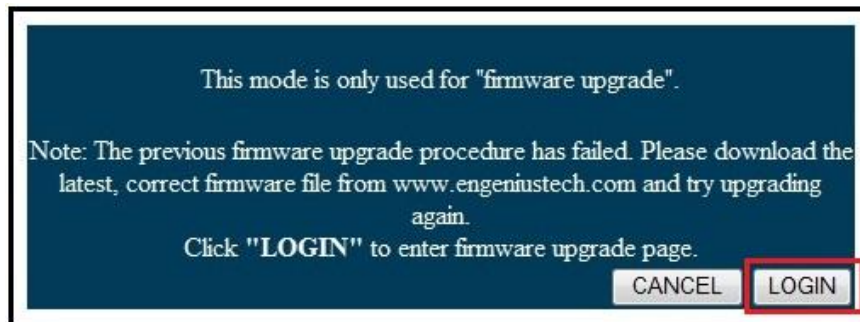 This mode is only used for "firmware upgrade".
Note: The previous firmware upgrade procedure has failed. Please download the
latest, correct firmware file from www.engeniustech.com and try upgrading
again.
Click "LOGIN" to enter firmware upgrade page.
CANCEL LOGIN